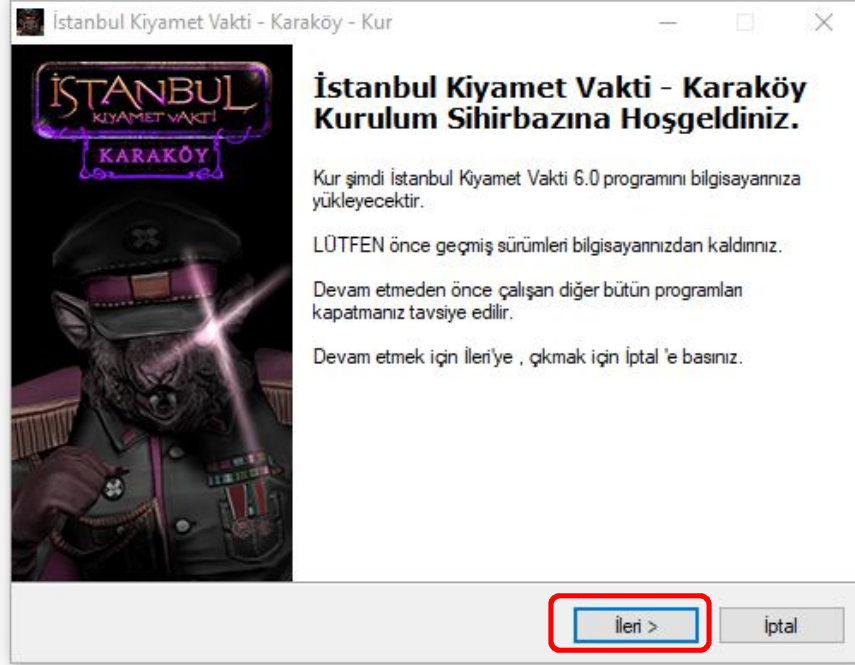 İstanbul Kiyamet Vakti - Karaköy - Kur
İSTANBUL
KIYAMET VAKTİ
KARAKÖY
İstanbul Kiyamet Vakti - Karaköy
Kurulum Sihirbazına Hoşgeldiniz.
Kur şimdi İstanbul Kiyamet Vakti 6.0 programını bilgisayarınıza
yükleyecektir.
LÜTFEN önce geçmiş sürümleri bilgisayarınızdan kaldırınız.
Devam etmeden önce çalışan diğer bütün programları
kapatmanız tavsiye edilir.
Devam etmek için İleri'ye , çıkmak için İptal 'e basınız.
İleri >
İptal